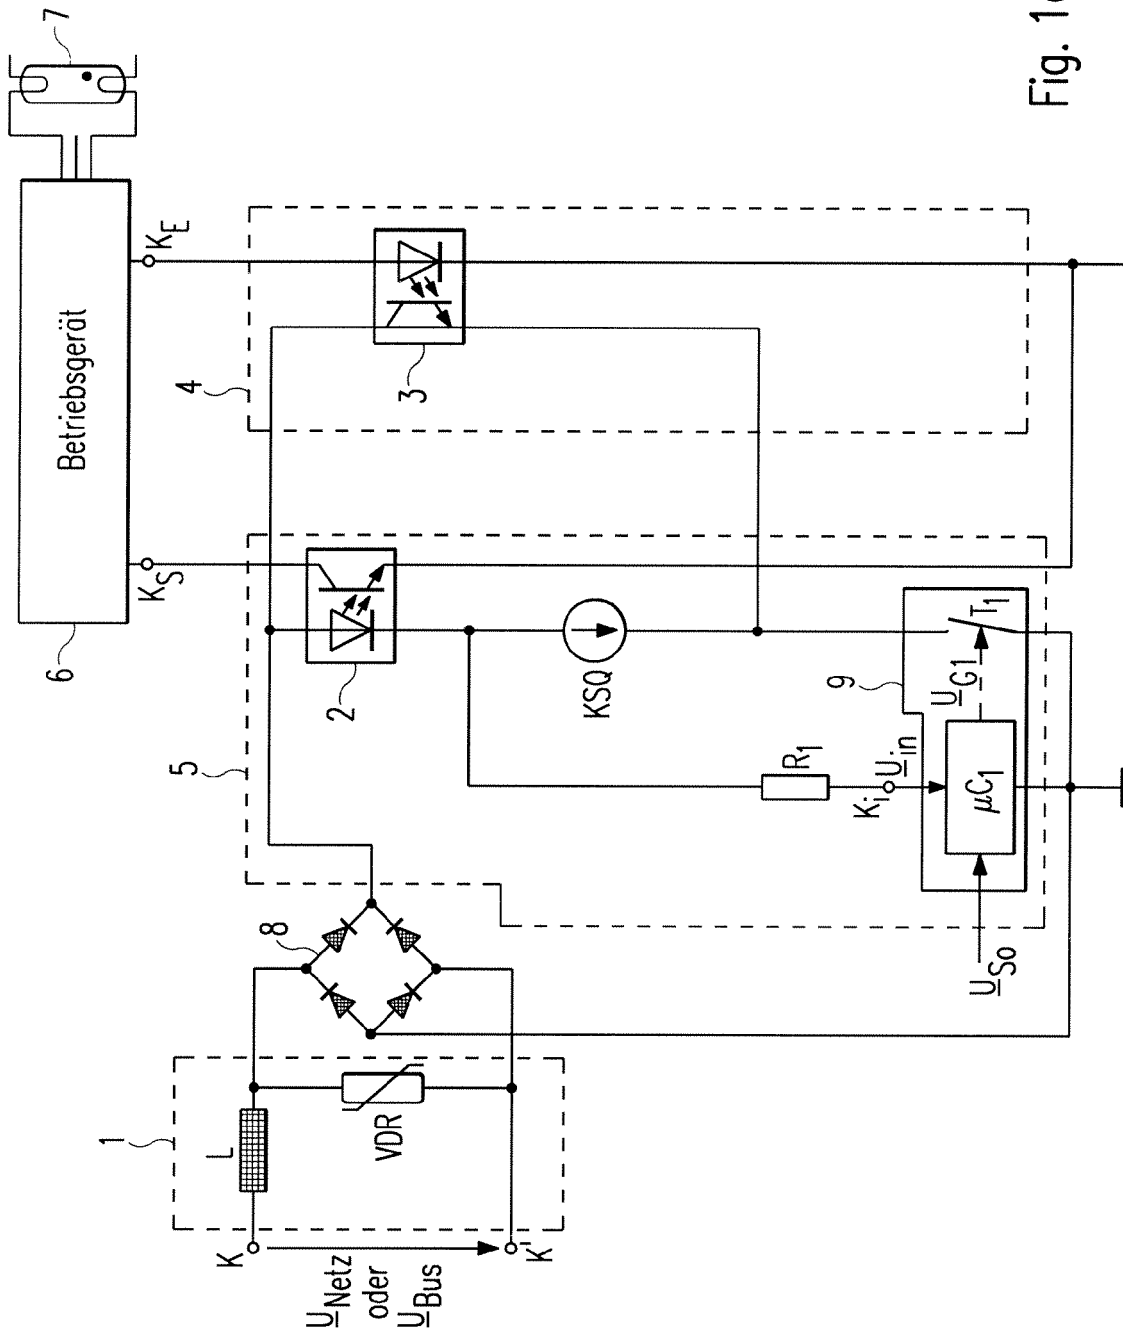 7
Betriebsgerät
6
K_S
K_E
4
3
2
5
KSQ
9
T_1
U_G1
R_1
K_i
U_in
µC_1
U_So
8
1
L
VDR
K
K'
U_Netz
oder
U_Bus
Fig.